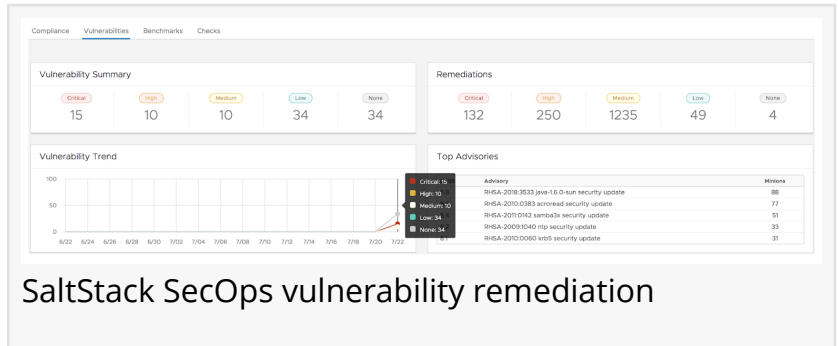 Compliance Vulnerabilities Benchmarks Checks
Vulnerability Summary
Critical High Medium Low None
15 10 10 34 34
Remediations
Critical High Medium Low None
132 250 1235 49 4
Vulnerability Trend
100
50
0
6/22 6/24 6/26 6/28 6/30 7/02 7/04 7/06 7/08 7/10 7/12 7/14 7/16 7/18 7/20 7/22
Critical: 15
High: 10
Medium: 10
Low: 34
None: 34
Top Advisories
Advisory Minions
RHSA-2018:3533 java-1.6.0-sun security update 88
RHSA-2010:0383 acroread security update 77
RHSA-2011:0142 samba3x security update 51
RHSA-2009:1040 ntp security update 33
8.1 RHSA-2010:0060 krb5 security update 31
SaltStack SecOps vulnerability remediation